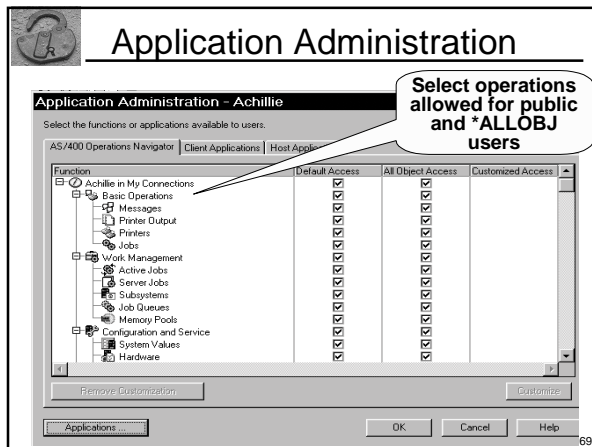 Application Administration
Select operations
allowed for public
and *ALLOBJ
users
Application Administration - Achillie
Select the functions or applications available to users.
AS/400 Operations Navigator Client Applications Host Applic
Function Default Access All Object Access Customized Access
Achillie in My Connections
Basic Operations
Messages
Printer Output
Printers
Jobs
Work Management
Active Jobs
Server Jobs
Subsystems
Job Queues
Memory Pools
Configuration and Service
System Values
Hardware
Remove Customization Customize
Applications ... OK Cancel Help
69